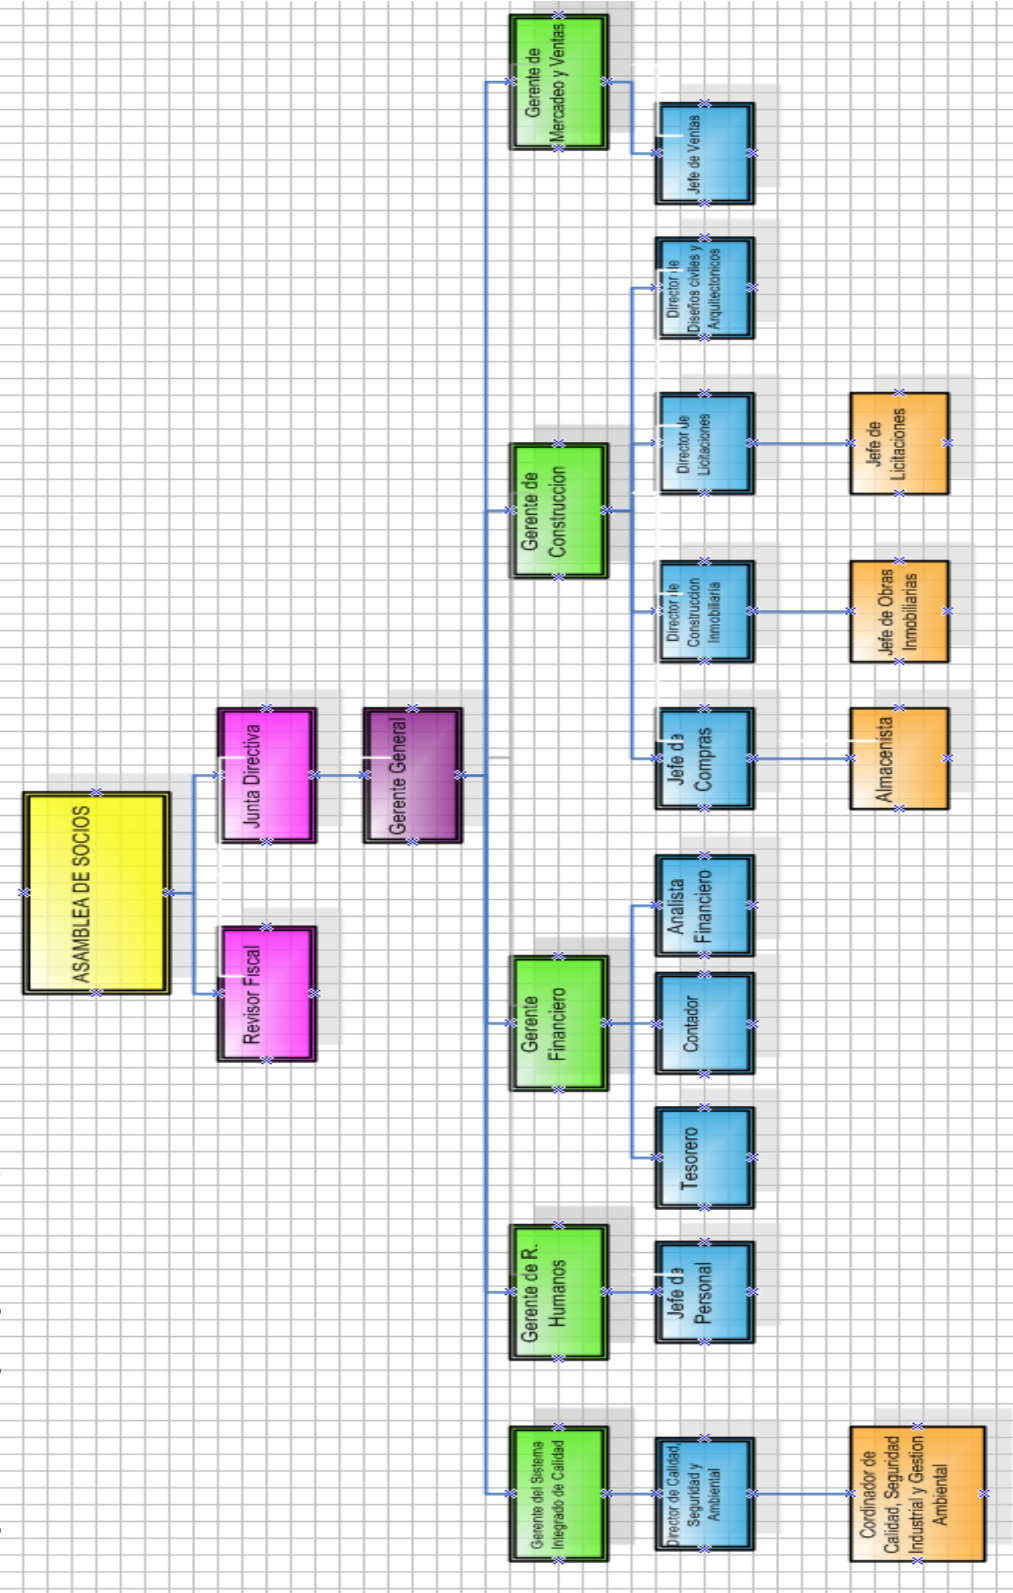 ASAMBLEA DE SOCIOS
Revisor Fiscal
Junta Directiva
Gerente General
Gerente del Sistema
Integrado de Calidad
Gerente de R.
Humanos
Gerente
Financiero
Gerente de
Construccion
Gerente de
Mercadeo y Ventas
Director de Calidad,
Seguridad y
Ambiental
Jefe de
Personal
Tesorero
Contador
Analista
Financiero
Jefe de
Compras
Director de
Construccion
Inmobiliaria
Director de
Licitaciones
Director de
Diseños civiles y
Arquitectonicos
Jefe de Ventas
Cordinador de
Calidad, Seguridad
Industrial y Gestion
Ambiental
Almacenista
Jefe de Obras
Inmobiliarias
Jefe de
Licitaciones